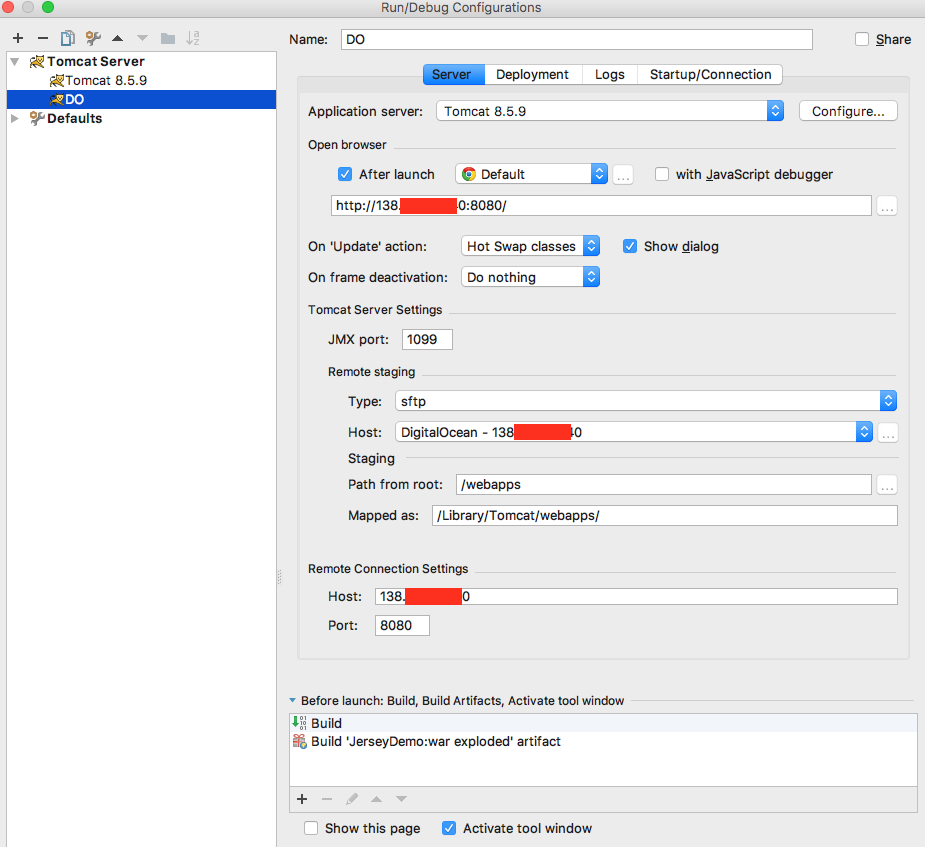 Run/Debug Configurations
Name: DO Share
Tomcat Server
Tomcat 8.5.9
DO
Defaults
Server Deployment Logs Startup/Connection
Application server: Tomcat 8.5.9 Configure...
Open browser
After launch Default ... with JavaScript debugger
http://138. 0:8080/ ...
On 'Update' action: Hot Swap classes Show dialog
On frame deactivation: Do nothing
Tomcat Server Settings
JMX port: 1099
Remote staging
Type: sftp
Host: DigitalOcean - 138 40 ...
Staging
Path from root: /webapps ...
Mapped as: /Library/Tomcat/webapps/
Remote Connection Settings
Host: 138. 0
Port: 8080
Before launch: Build, Build Artifacts, Activate tool window
Build
Build 'JerseyDemo:war exploded' artifact
Show this page Activate tool window